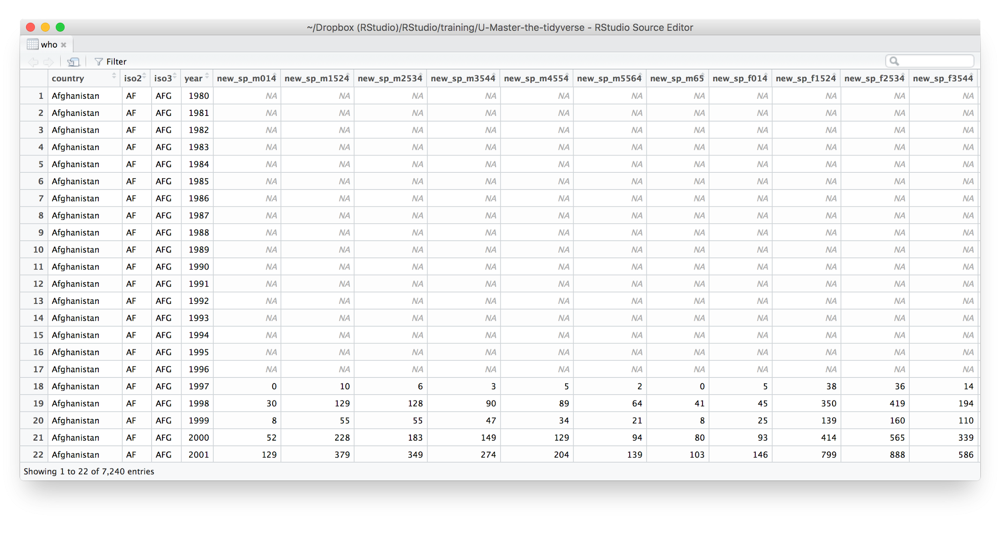 ~/Dropbox (RStudio)/RStudio/training/U-Master-the-tidyverse - RStudio Source Editor
who
Filter
country iso2 iso3 year new_sp_m014 new_sp_m1524 new_sp_m2534 new_sp_m3544 new_sp_m4554 new_sp_m5564 new_sp_m65 new_sp_f014 new_sp_f1524 new_sp_f2534 new_sp_f3544
1 Afghanistan AF AFG 1980 NA NA NA NA NA NA NA NA NA NA NA
2 Afghanistan AF AFG 1981 NA NA NA NA NA NA NA NA NA NA NA
3 Afghanistan AF AFG 1982 NA NA NA NA NA NA NA NA NA NA NA
4 Afghanistan AF AFG 1983 NA NA NA NA NA NA NA NA NA NA NA
5 Afghanistan AF AFG 1984 NA NA NA NA NA NA NA NA NA NA NA
6 Afghanistan AF AFG 1985 NA NA NA NA NA NA NA NA NA NA NA
7 Afghanistan AF AFG 1986 NA NA NA NA NA NA NA NA NA NA NA
8 Afghanistan AF AFG 1987 NA NA NA NA NA NA NA NA NA NA NA
9 Afghanistan AF AFG 1988 NA NA NA NA NA NA NA NA NA NA NA
10 Afghanistan AF AFG 1989 NA NA NA NA NA NA NA NA NA NA NA
11 Afghanistan AF AFG 1990 NA NA NA NA NA NA NA NA NA NA NA
12 Afghanistan AF AFG 1991 NA NA NA NA NA NA NA NA NA NA NA
13 Afghanistan AF AFG 1992 NA NA NA NA NA NA NA NA NA NA NA
14 Afghanistan AF AFG 1993 NA NA NA NA NA NA NA NA NA NA NA
15 Afghanistan AF AFG 1994 NA NA NA NA NA NA NA NA NA NA NA
16 Afghanistan AF AFG 1995 NA NA NA NA NA NA NA NA NA NA NA
17 Afghanistan AF AFG 1996 NA NA NA NA NA NA NA NA NA NA NA
18 Afghanistan AF AFG 1997 0 10 6 3 5 2 0 5 38 36 14
19 Afghanistan AF AFG 1998 30 129 128 90 89 64 41 45 350 419 194
20 Afghanistan AF AFG 1999 8 55 55 47 34 21 8 25 139 160 110
21 Afghanistan AF AFG 2000 52 228 183 149 129 94 80 93 414 565 339
22 Afghanistan AF AFG 2001 129 379 349 274 204 139 103 146 799 888 586
Showing 1 to 22 of 7,240 entries